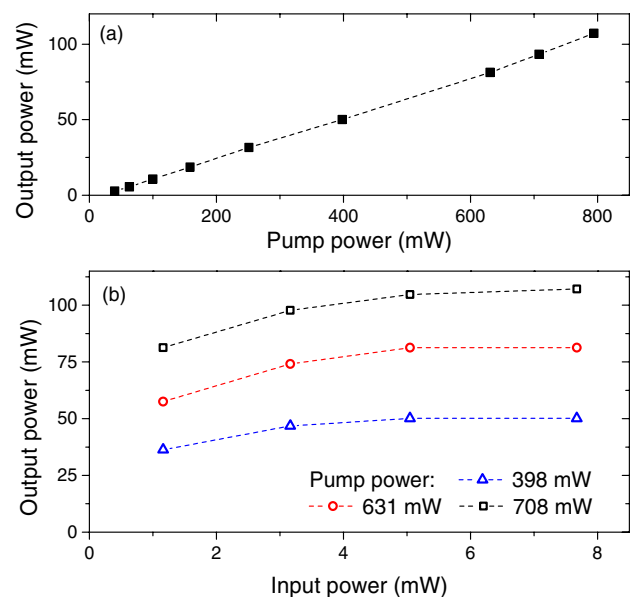 (a)
Output power (mW)
100
50
0
0 200 400 600 800
Pump power (mW)
(b)
Output power (mW)
100
75
50
25
0
Pump power: 398 mW
631 mW 708 mW
0 2 4 6 8
Input power (mW)